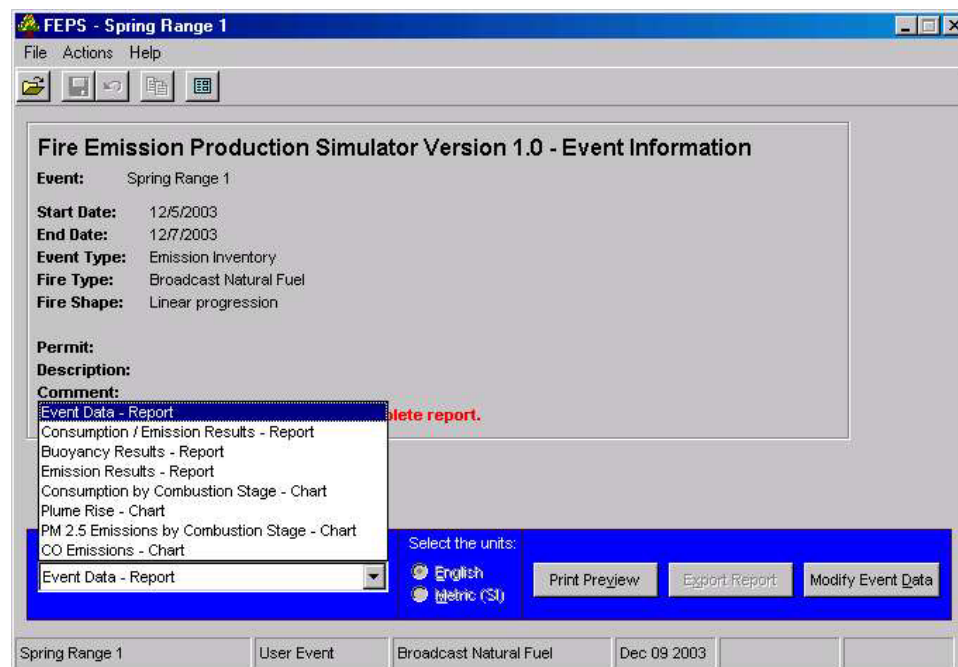 FEPS - Spring Range 1
File Actions Help
Fire Emission Production Simulator Version 1.0 - Event Information
Event: Spring Range 1
Start Date: 12/5/2003
End Date: 12/7/2003
Event Type: Emission Inventory
Fire Type: Broadcast Natural Fuel
Fire Shape: Linear progression
Permit:
Description:
Comment:
plete report.
Event Data - Report
Consumption / Emission Results - Report
Buoyancy Results - Report
Emission Results - Report
Consumption by Combustion Stage - Chart
Plume Rise - Chart
PM 2.5 Emissions by Combustion Stage - Chart
CO Emissions - Chart
Event Data - Report
Select the units:
English
Metric (SI)
Print Preview
Export Report
Modify Event Data
Spring Range 1 User Event Broadcast Natural Fuel Dec 09 2003